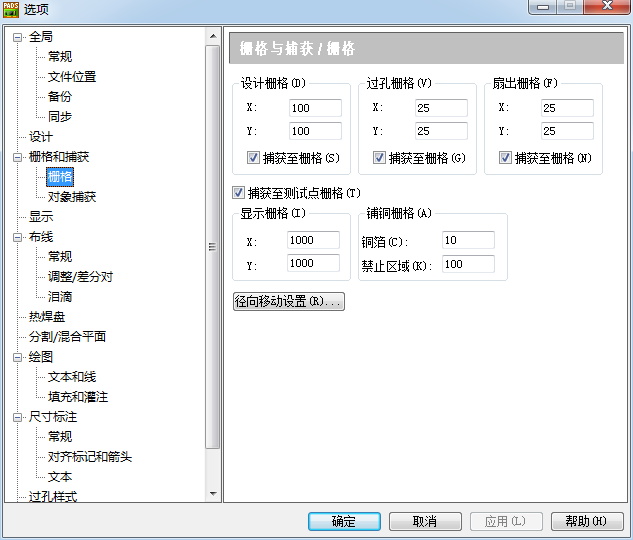 PADS 选项
全局
常规
文件位置
备份
同步
设计
栅格和捕获
栅格
对象捕获
显示
布线
常规
调整/差分对
泪滴
热焊盘
分割/混合平面
绘图
文本和线
填充和灌注
尺寸标注
常规
对齐标记和箭头
文本
过孔样式
栅格与捕获 / 栅格
设计栅格(D)
X: 100
Y: 100
捕获至栅格(S)
过孔栅格(V)
X: 25
Y: 25
捕获至栅格(G)
扇出栅格(F)
X: 25
Y: 25
捕获至栅格(N)
捕获至测试点栅格(T)
显示栅格(I)
X: 1000
Y: 1000
铺铜栅格(A)
铜箔(C): 10
禁止区域(K): 100
径向移动设置(R)...
确定 取消 应用(L) 帮助(H)